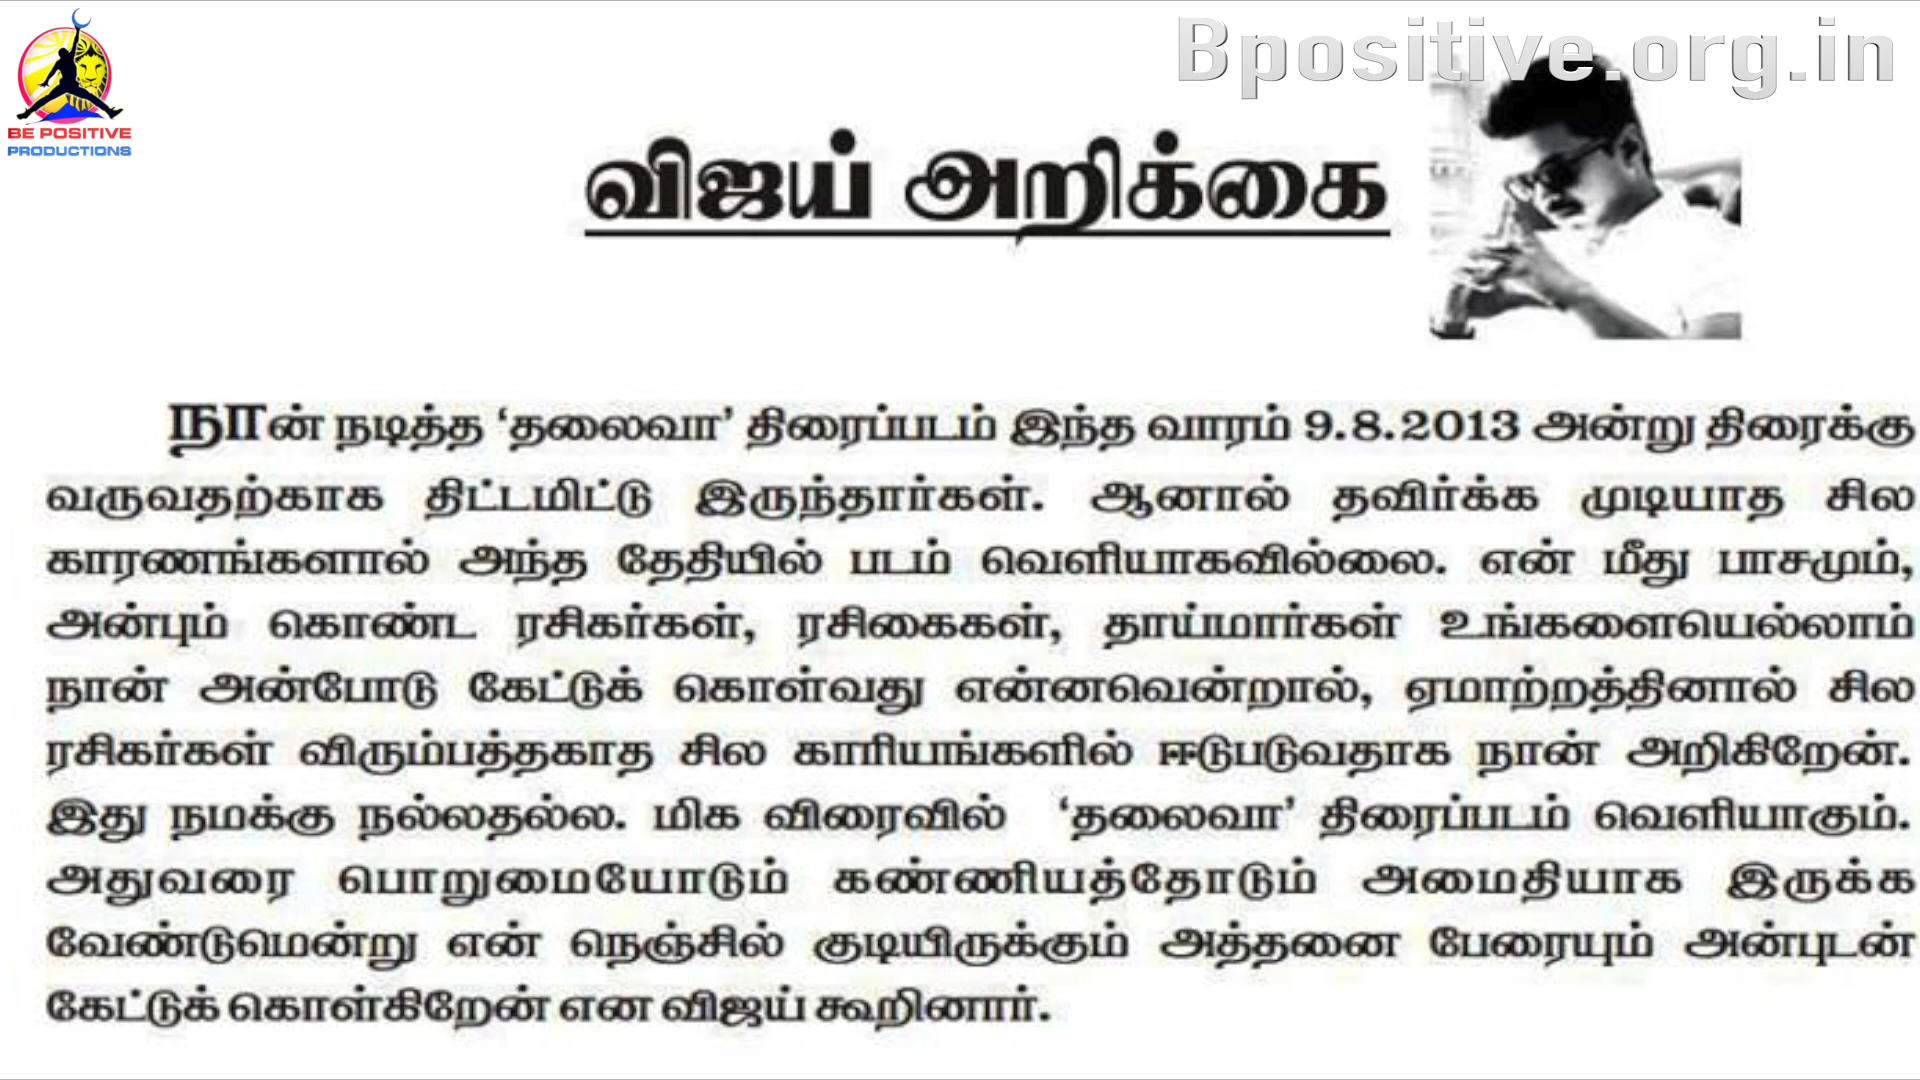 BE POSITIVE
PRODUCTIONS
Bpositive.org.in
விஜய் அறிக்கை
நான் நடித்த ‘தலைவா’ திரைப்படம் இந்த வாரம் 9.8.2013 அன்று திரைக்கு
வருவதற்காக திட்டமிட்டு இருந்தார்கள். ஆனால் தவிர்க்க முடியாத சில
காரணங்களால் அந்த தேதியில் படம் வெளியாகவில்லை. என் மீது பாசமும்,
அன்பும் கொண்ட ரசிகர்கள், ரசிகைகள், தாய்மார்கள் உங்களையெல்லாம்
நான் அன்போடு கேட்டுக் கொள்வது என்னவென்றால், ஏமாற்றத்தினால் சில
ரசிகர்கள் விரும்பத்தகாத சில காரியங்களில் ஈடுபடுவதாக நான் அறிகிறேன்.
இது நமக்கு நல்லதல்ல. மிக விரைவில் ‘தலைவா’ திரைப்படம் வெளியாகும்.
அதுவரை பொறுமையோடும் கண்ணியத்தோடும் அமைதியாக இருக்க
வேண்டுமென்று என் நெஞ்சில் குடியிருக்கும் அத்தனை பேரையும் அன்புடன்
கேட்டுக் கொள்கிறேன் என விஜய் கூறினார்.